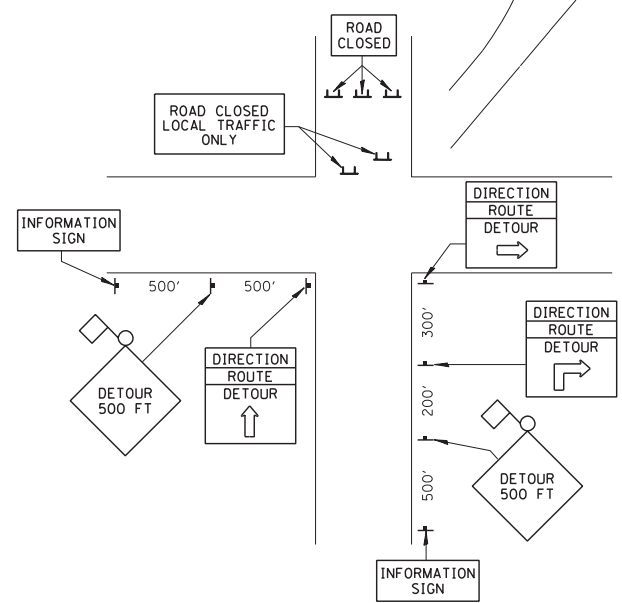 ROAD
CLOSED
ROAD CLOSED
LOCAL TRAFFIC
ONLY
DIRECTION
ROUTE
DETOUR
INFORMATION
SIGN
500'
500'
300'
DIRECTION
ROUTE
DETOUR
DETOUR
500 FT
DIRECTION
ROUTE
DETOUR
200'
500'
DETOUR
500 FT
INFORMATION
SIGN